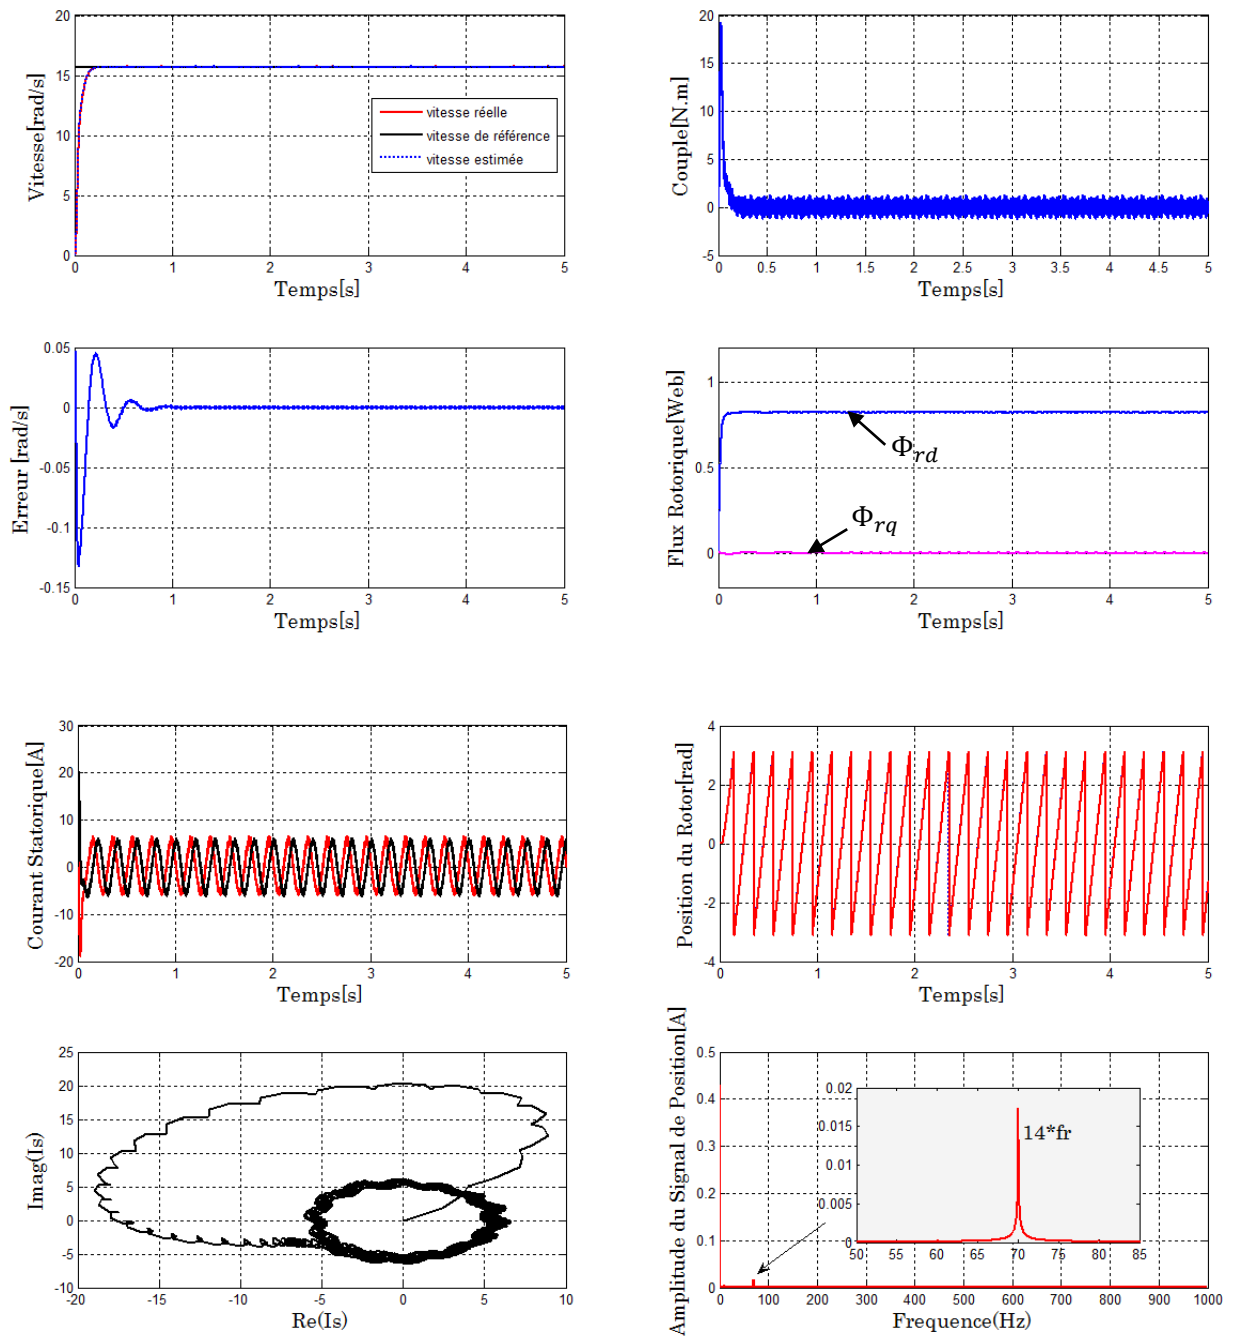 20
15
10
5
0
Vitesse[rad/s]
vitesse réelle
vitesse de référence
vitesse estimée
0 1 2 3 4 5
Temps[s]
20
15
10
5
0
-5
Couple[N.m]
0 0.5 1 1.5 2 2.5 3 3.5 4 4.5 5
Temps[s]
0.05
0
-0.05
-0.1
-0.15
Erreur [rad/s]
0 1 2 3 4 5
Temps[s]
1
0.5
0
Flux Rotorique[Web]
Φrd
Φrq
0 1 2 3 4 5
Temps[s]
30
20
10
0
-10
-20
Courant Statorique[A]
0 1 2 3 4 5
Temps[s]
4
2
0
-2
-4
Position du Rotor[rad]
0 1 2 3 4 5
Temps[s]
25
20
15
10
5
0
-5
-10
Imag(Is)
-20 -15 -10 -5 0 5 10
Re(Is)
0.5
0.4
0.3
0.2
0.1
0
Amplitude du Signal de Position[A]
0.02
0.015
0.01
0.005
0
14*fr
50 55 60 65 70 75 80 85
0 100 200 300 400 500 600 700 800 900 1000
Frequence(Hz)